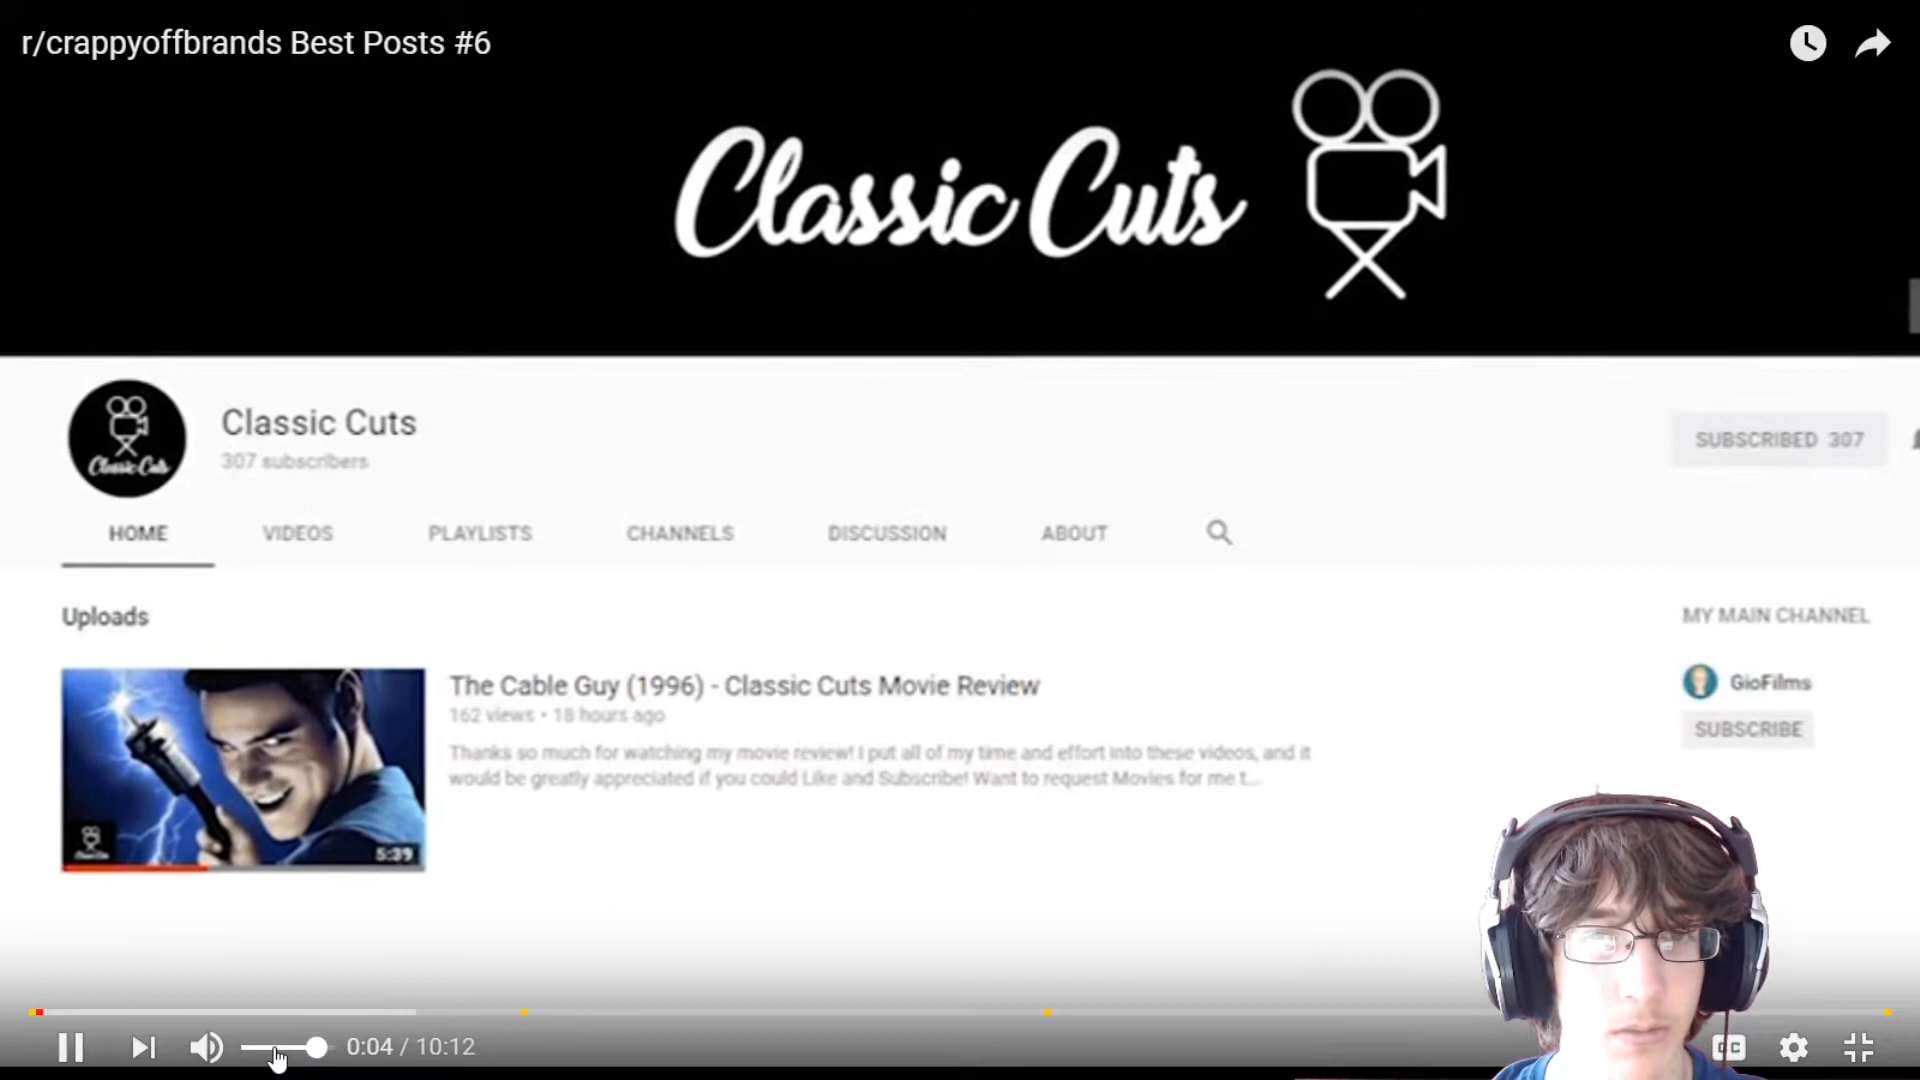 r/crappyoffbrands Best Posts #6
Classic Cuts
Classic Cuts
Classic Cuts
307 subscribers
SUBSCRIBED 307
HOME VIDEOS PLAYLISTS CHANNELS DISCUSSION ABOUT
Uploads
MY MAIN CHANNEL
The Cable Guy (1996) - Classic Cuts Movie Review
162 views • 18 hours ago
GioFilms
SUBSCRIBE
Thanks so much for watching my movie review! I put all of my time and effort into these videos, and it
would be greatly appreciated if you could Like and Subscribe! Want to request Movies for me t...
5:39
0:04 / 10:12
CC